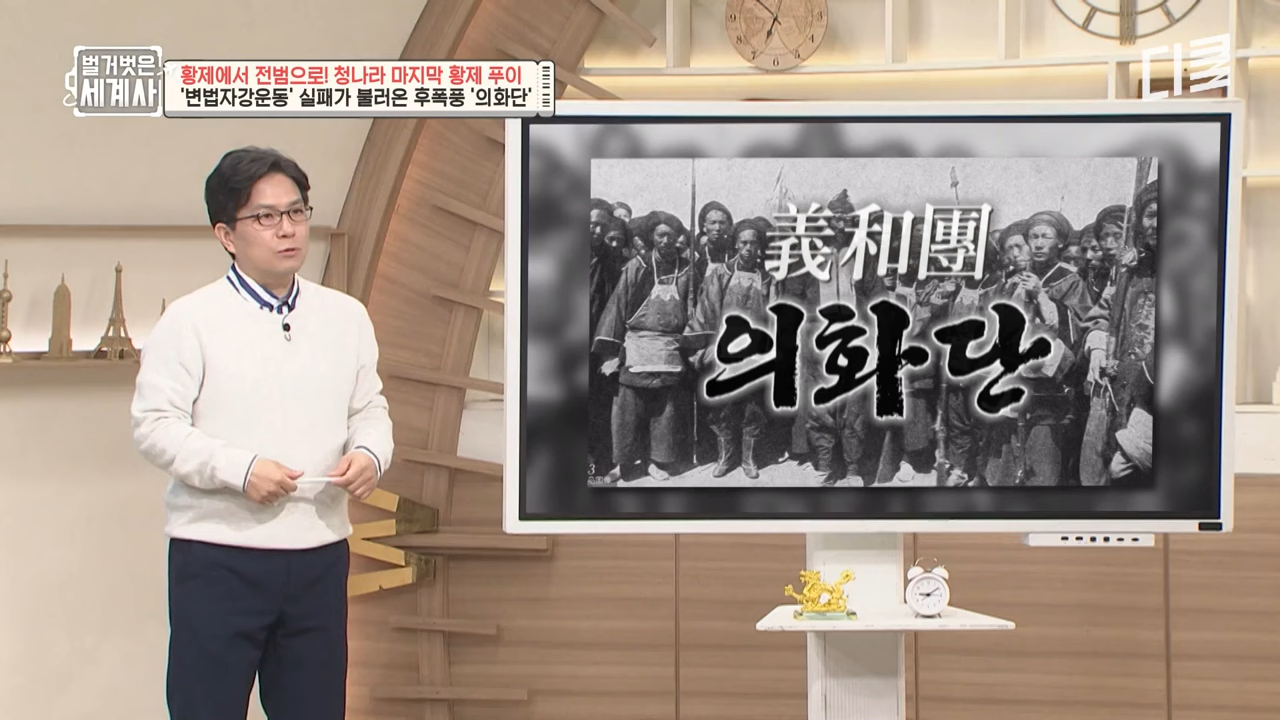 벌거벗은
세계사
황제에서 전범으로! 청나라 마지막 황제 푸이
'변법자강운동' 실패가 불러온 후폭풍 '의화단'
디클
義和團
의화단